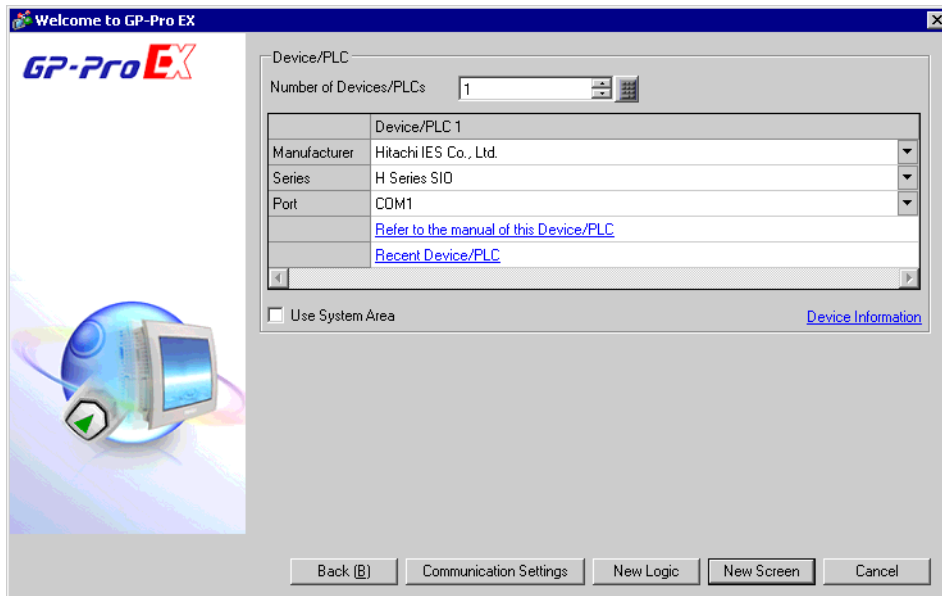 Welcome to GP-Pro EX
GP-Pro EX
Device/PLC
Number of Devices/PLCs 1
Device/PLC 1
Manufacturer Hitachi IES Co., Ltd.
Series H Series SIO
Port COM1
Refer to the manual of this Device/PLC
Recent Device/PLC
Use System Area Device Information
Back (B) Communication Settings New Logic New Screen Cancel